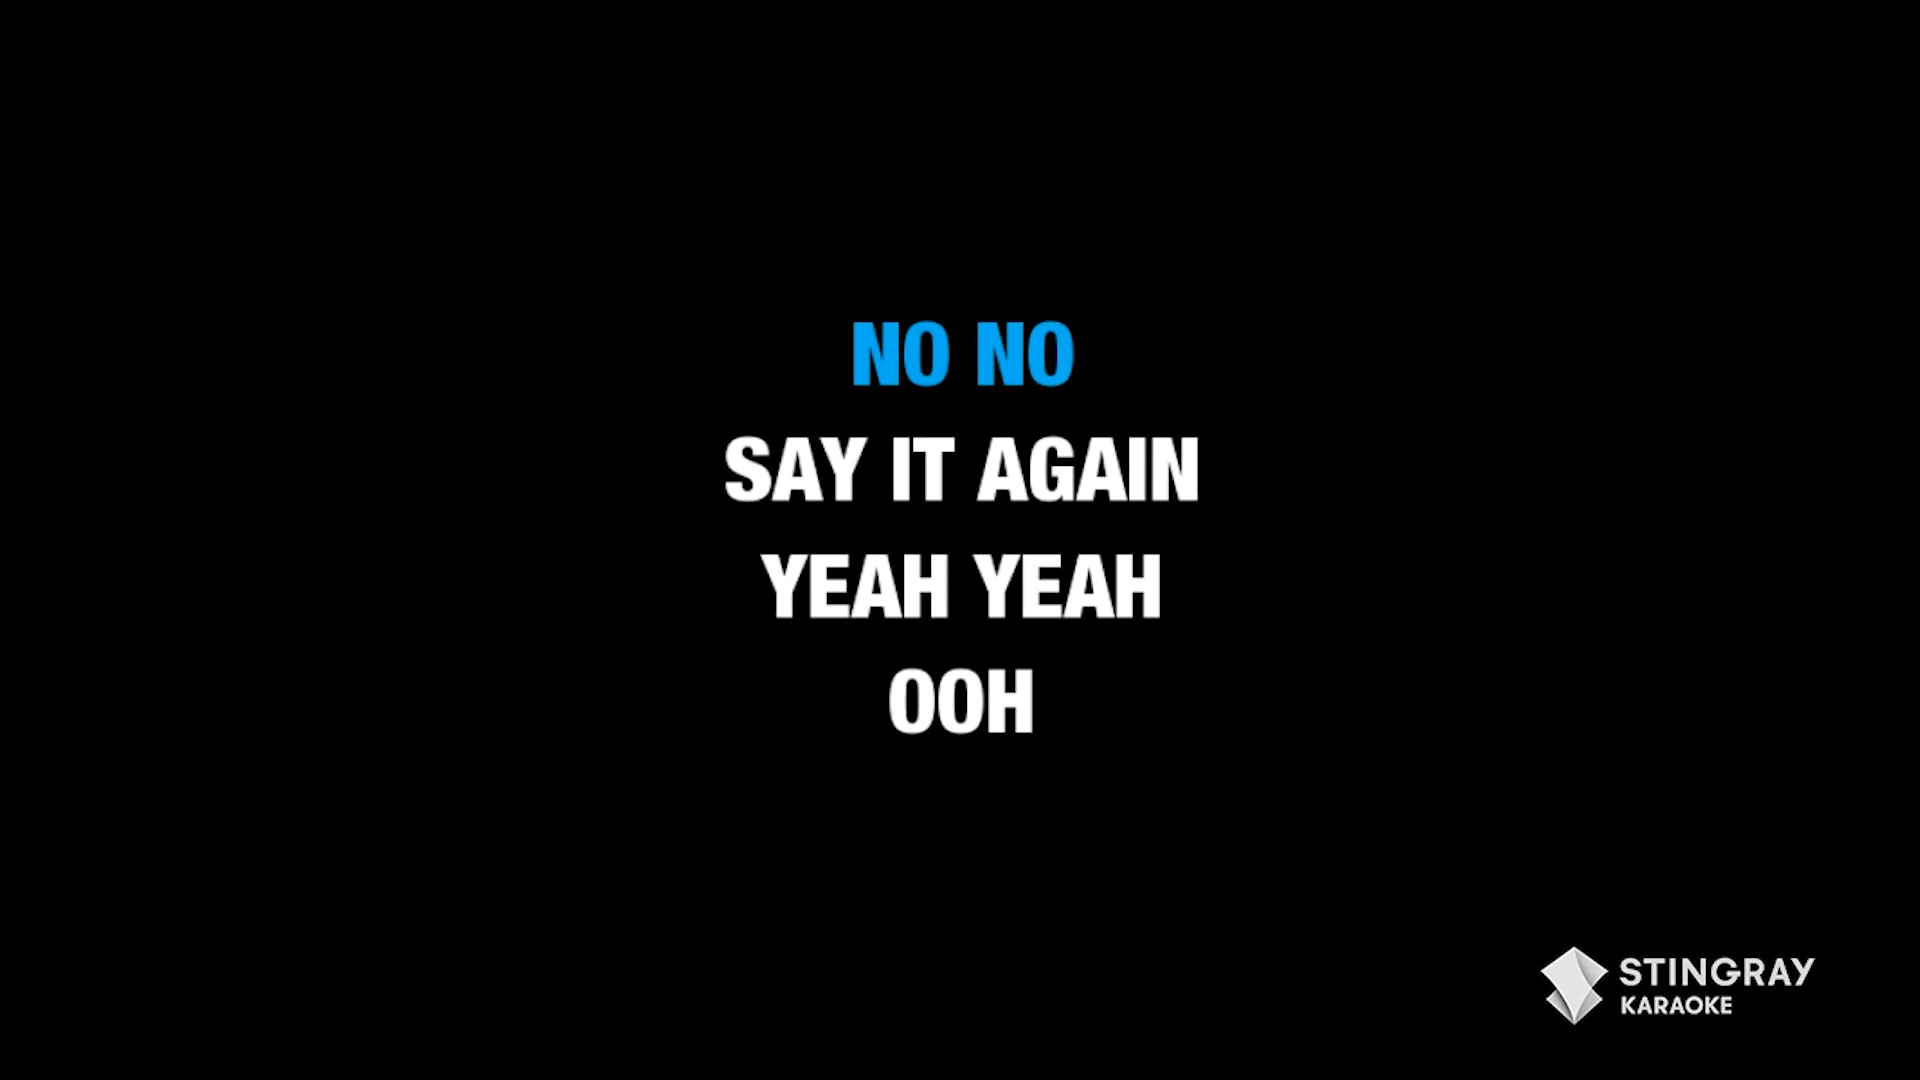 NO NO
SAY IT AGAIN
YEAH YEAH
OOH
STINGRAY
KARAOKE